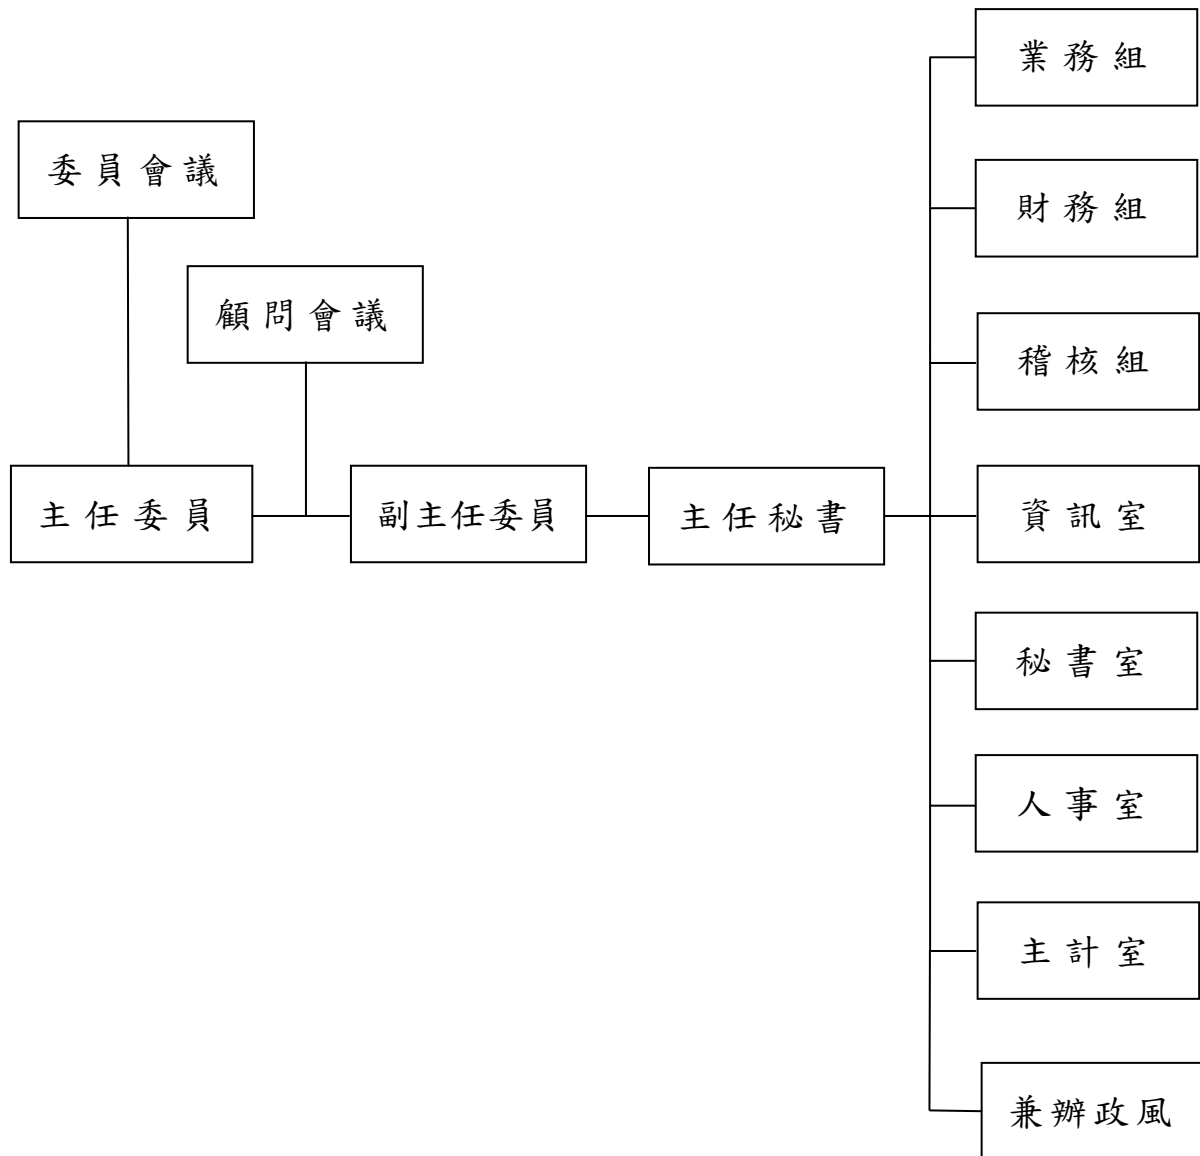 委員會議
顧問會議
主任委員
副主任委員
主任秘書
業務組
財務組
稽核組
資訊室
秘書室
人事室
主計室
兼辦政風